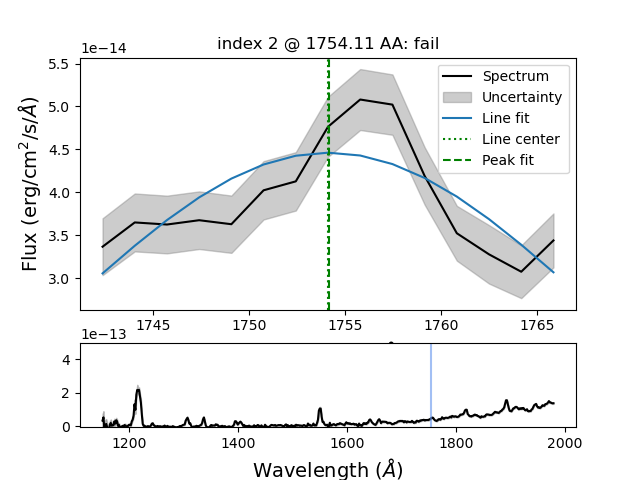 index 2 @ 1754.11 AA: fail
1e−14
5.5
5.0
4.5
4.0
3.5
3.0
Flux (erg/cm²/s/Å)
Spectrum
Uncertainty
Line fit
Line center
Peak fit
1745 1750 1755 1760 1765
1e−13
4
2
0
1200 1400 1600 1800 2000
Wavelength (Å)